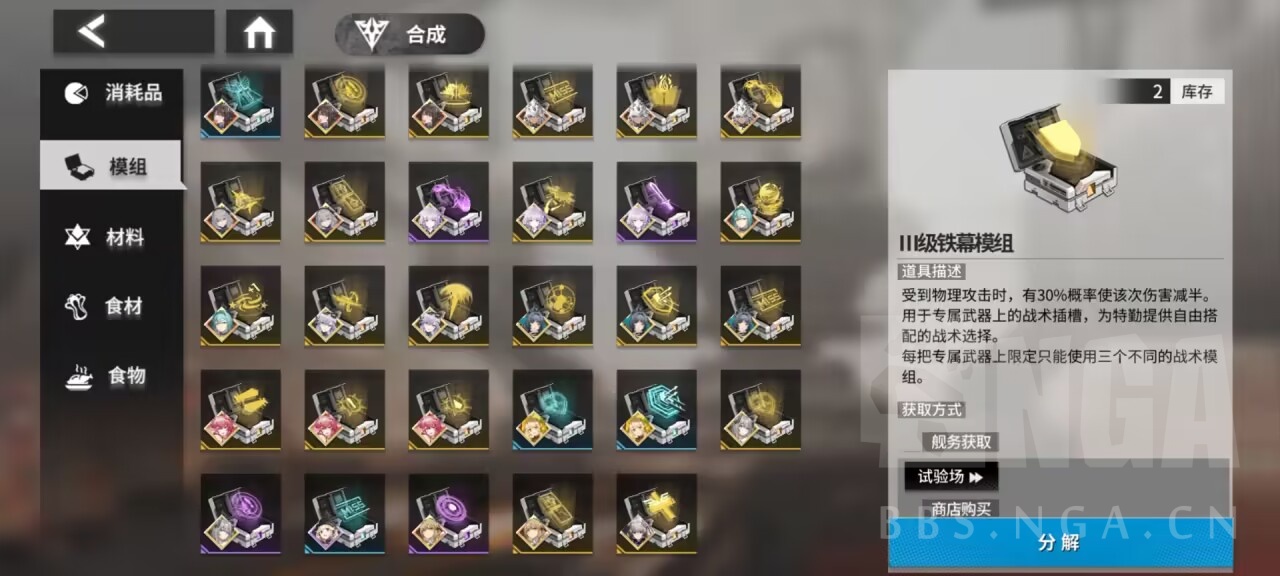 合成
消耗品
模组
材料
食材
食物
MISS
MISS
MISS
2 库存
III级铁幕模组
道具描述
受到物理攻击时，有30%概率使该次伤害减半。
用于专属武器上的战术插槽，为特勤提供自由搭
配的战术选择。
每把专属武器上限定只能使用三个不同的战术模
组。
获取方式
舰务获取
试验场
商店购买
分解
NGA
BBS.NGA.CN